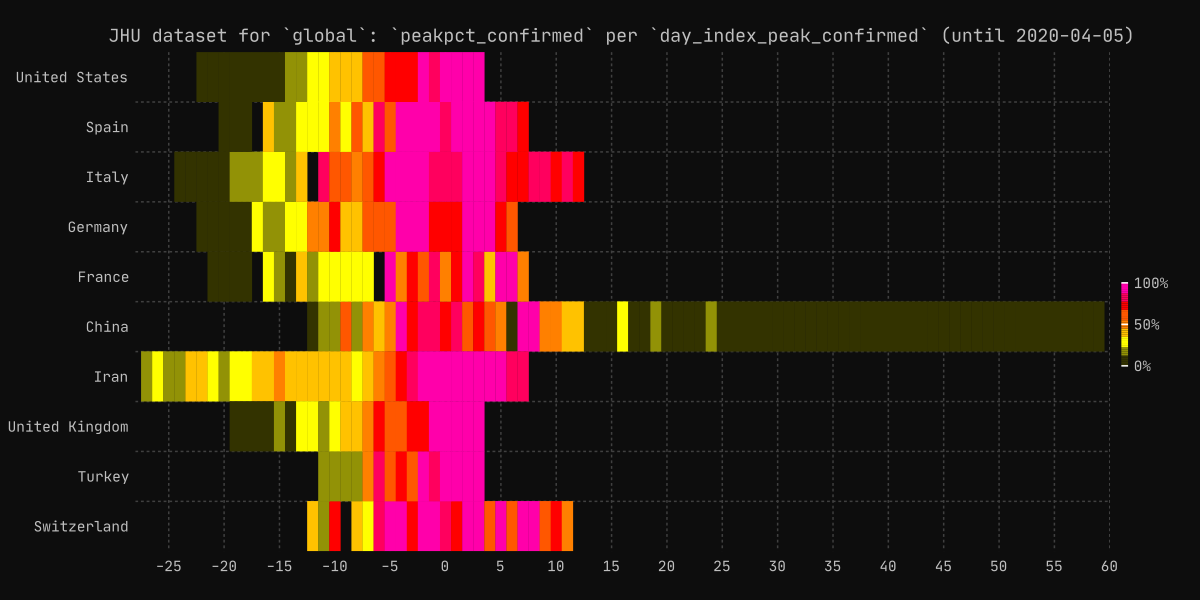 JHU dataset for `global`: `peakpct_confirmed` per `day_index_peak_confirmed` (until 2020-04-05)
United States
Spain
Italy
Germany
France
China
Iran
United Kingdom
Turkey
Switzerland
100%
50%
0%
-25 -20 -15 -10 -5 0 5 10 15 20 25 30 35 40 45 50 55 60